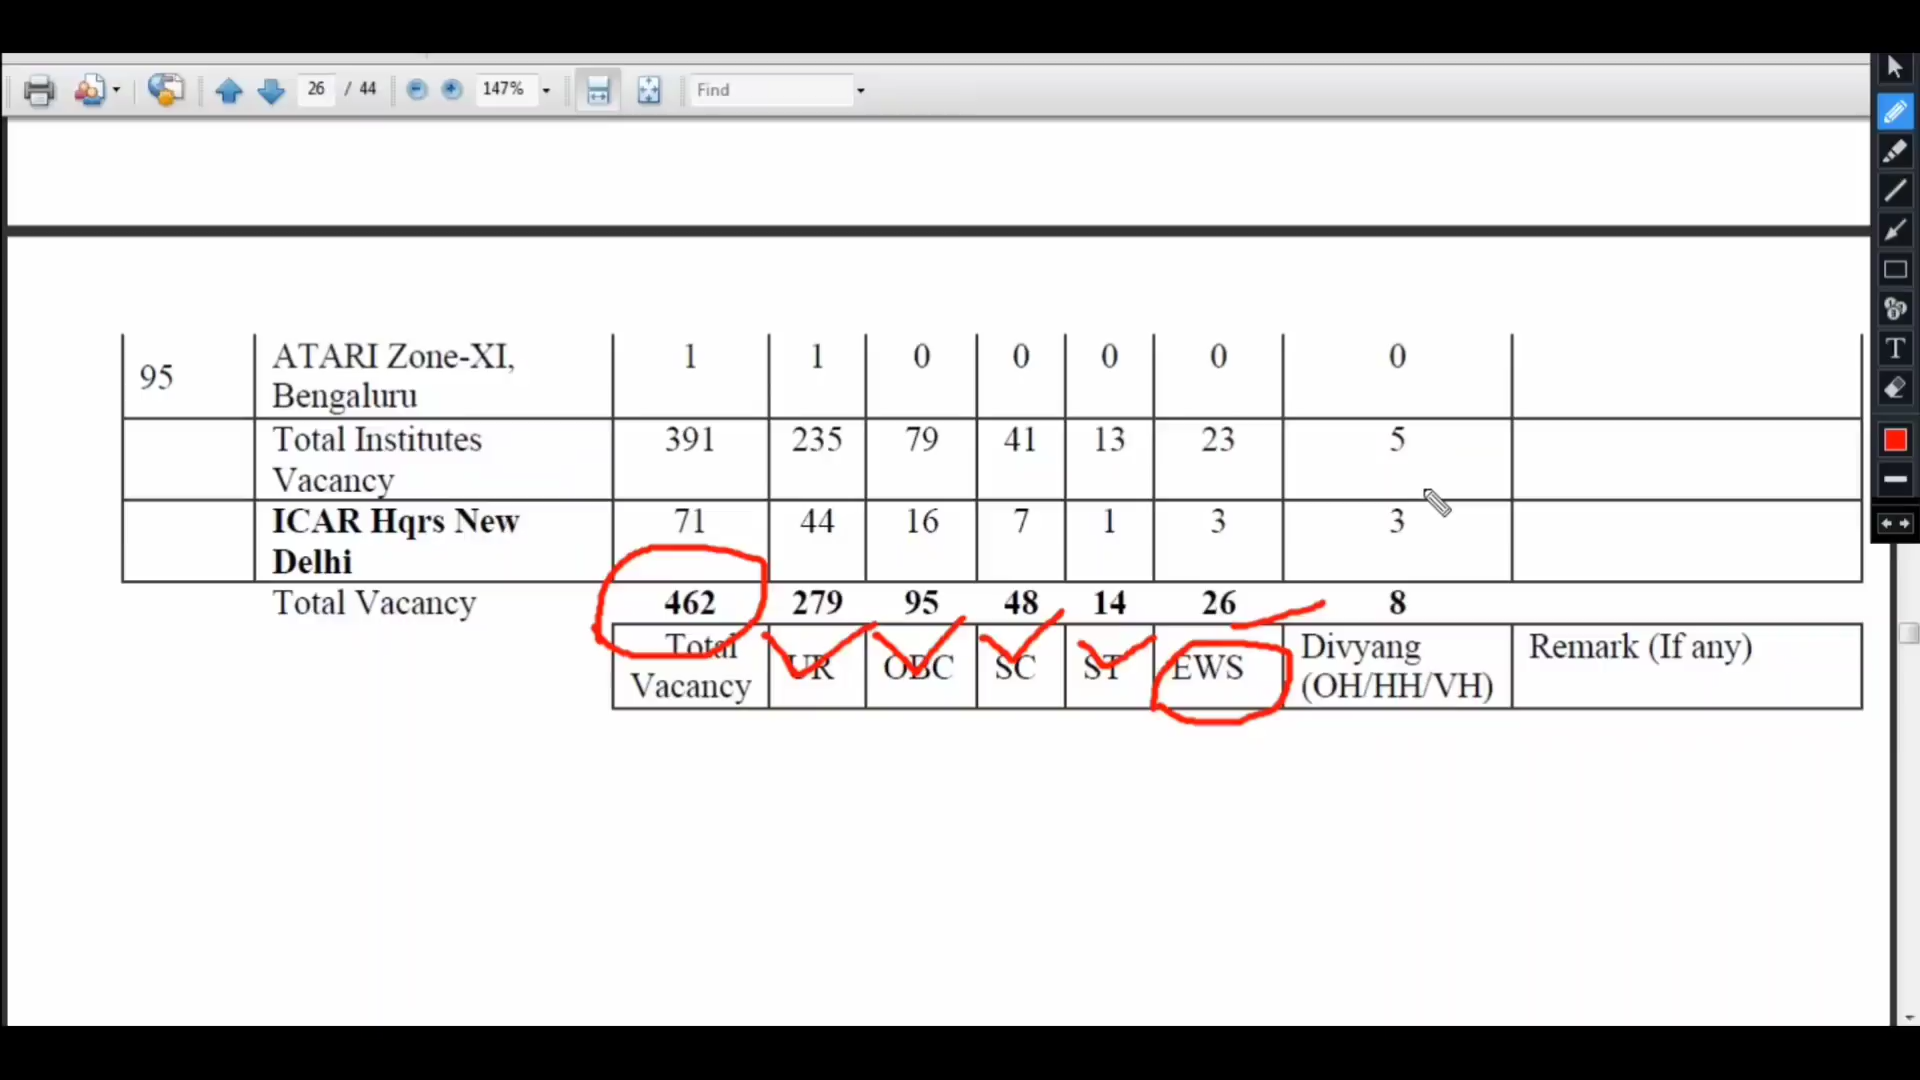 26 / 44 147% Find
95 ATARI Zone-XI, Bengaluru 1 1 0 0 0 0 0
Total Institutes Vacancy 391 235 79 41 13 23 5
ICAR Hqrs New Delhi 71 44 16 7 1 3 3
Total Vacancy 462 279 95 48 14 26 8
Total Vacancy UR OBC SC ST EWS Divyang (OH/HH/VH) Remark (If any)
T